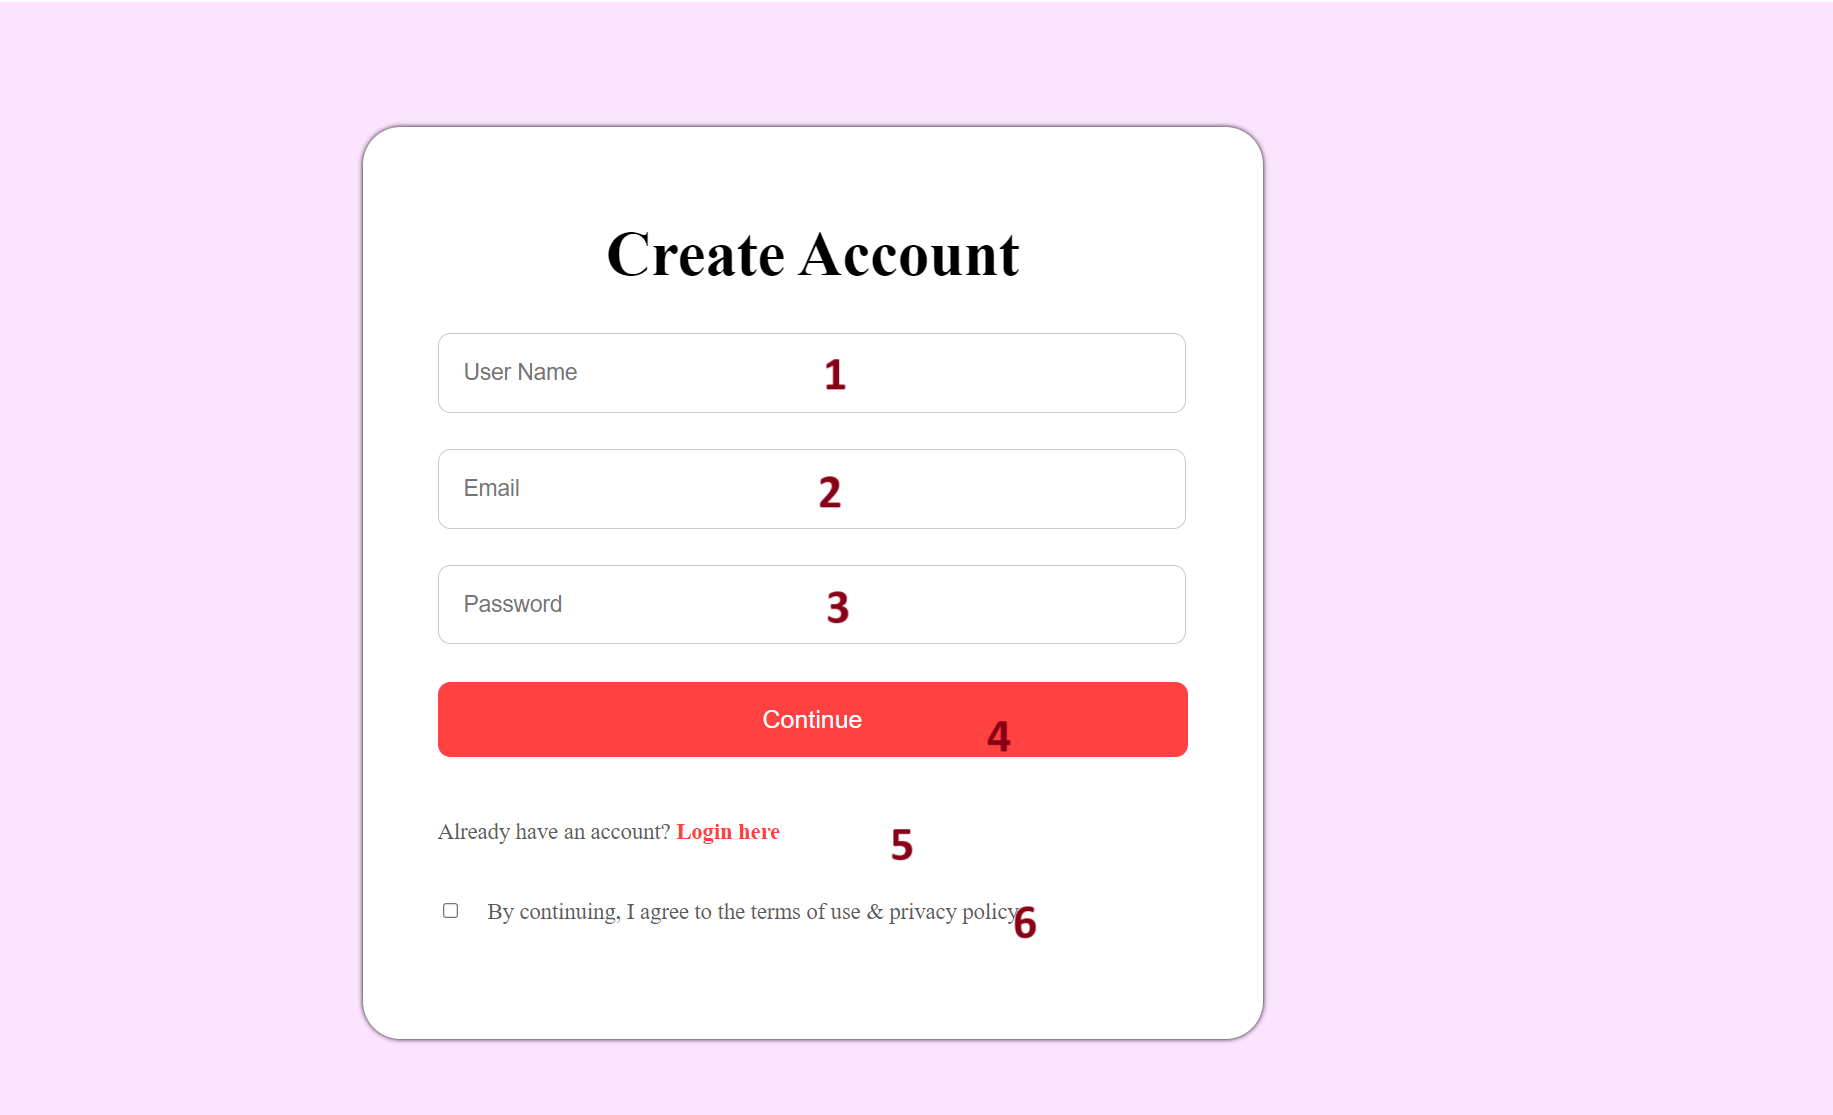 Create Account
User Name 1
Email 2
Password 3
Continue 4
Already have an account? Login here 5
By continuing, I agree to the terms of use & privacy policy 6